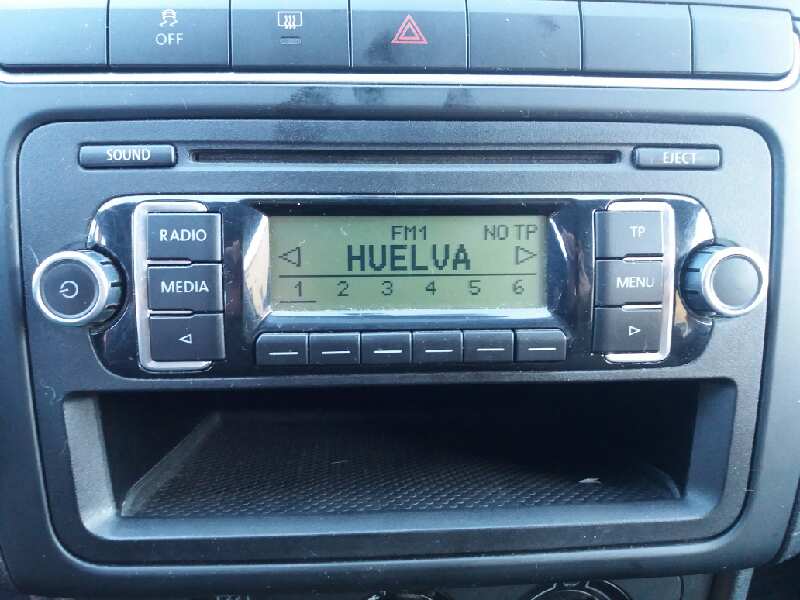 OFF
SOUND
EJECT
RADIO
FM1 NO TP
TP
HUELVA
MEDIA
1 2 3 4 5 6
MENU